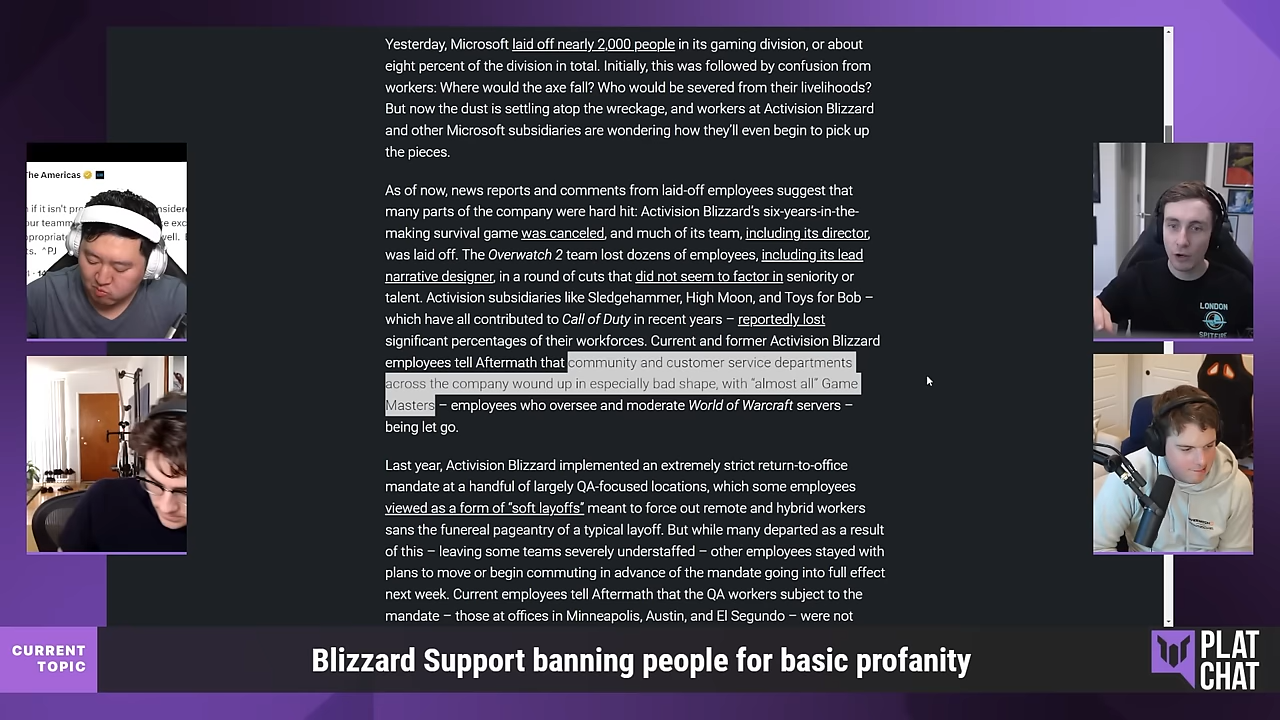 Yesterday, Microsoft laid off nearly 2,000 people in its gaming division, or about
eight percent of the division in total. Initially, this was followed by confusion from
workers: Where would the axe fall? Who would be severed from their livelihoods?
But now the dust is settling atop the wreckage, and workers at Activision Blizzard
and other Microsoft subsidiaries are wondering how they'll even begin to pick up
the pieces.
As of now, news reports and comments from laid-off employees suggest that
many parts of the company were hard hit: Activision Blizzard's six-years-in-the-
making survival game was canceled, and much of its team, including its director,
was laid off. The Overwatch 2 team lost dozens of employees, including its lead
narrative designer, in a round of cuts that did not seem to factor in seniority or
talent. Activision subsidiaries like Sledgehammer, High Moon, and Toys for Bob –
which have all contributed to Call of Duty in recent years – reportedly lost
significant percentages of their workforces. Current and former Activision Blizzard
employees tell Aftermath that community and customer service departments
across the company wound up in especially bad shape, with "almost all" Game
Masters – employees who oversee and moderate World of Warcraft servers –
being let go.
Last year, Activision Blizzard implemented an extremely strict return-to-office
mandate at a handful of largely QA-focused locations, which some employees
viewed as a form of "soft layoffs" meant to force out remote and hybrid workers
sans the funereal pageantry of a typical layoff. But while many departed as a result
of this – leaving some teams severely understaffed – other employees stayed with
plans to move or begin commuting in advance of the mandate going into full effect
next week. Current employees tell Aftermath that the QA workers subject to the
mandate – those at offices in Minneapolis, Austin, and El Segundo – were not
The Americas
if it isn't
^PJ
LONDON
SPITFIRE
CURRENT
TOPIC
Blizzard Support banning people for basic profanity
PLAT
CHAT